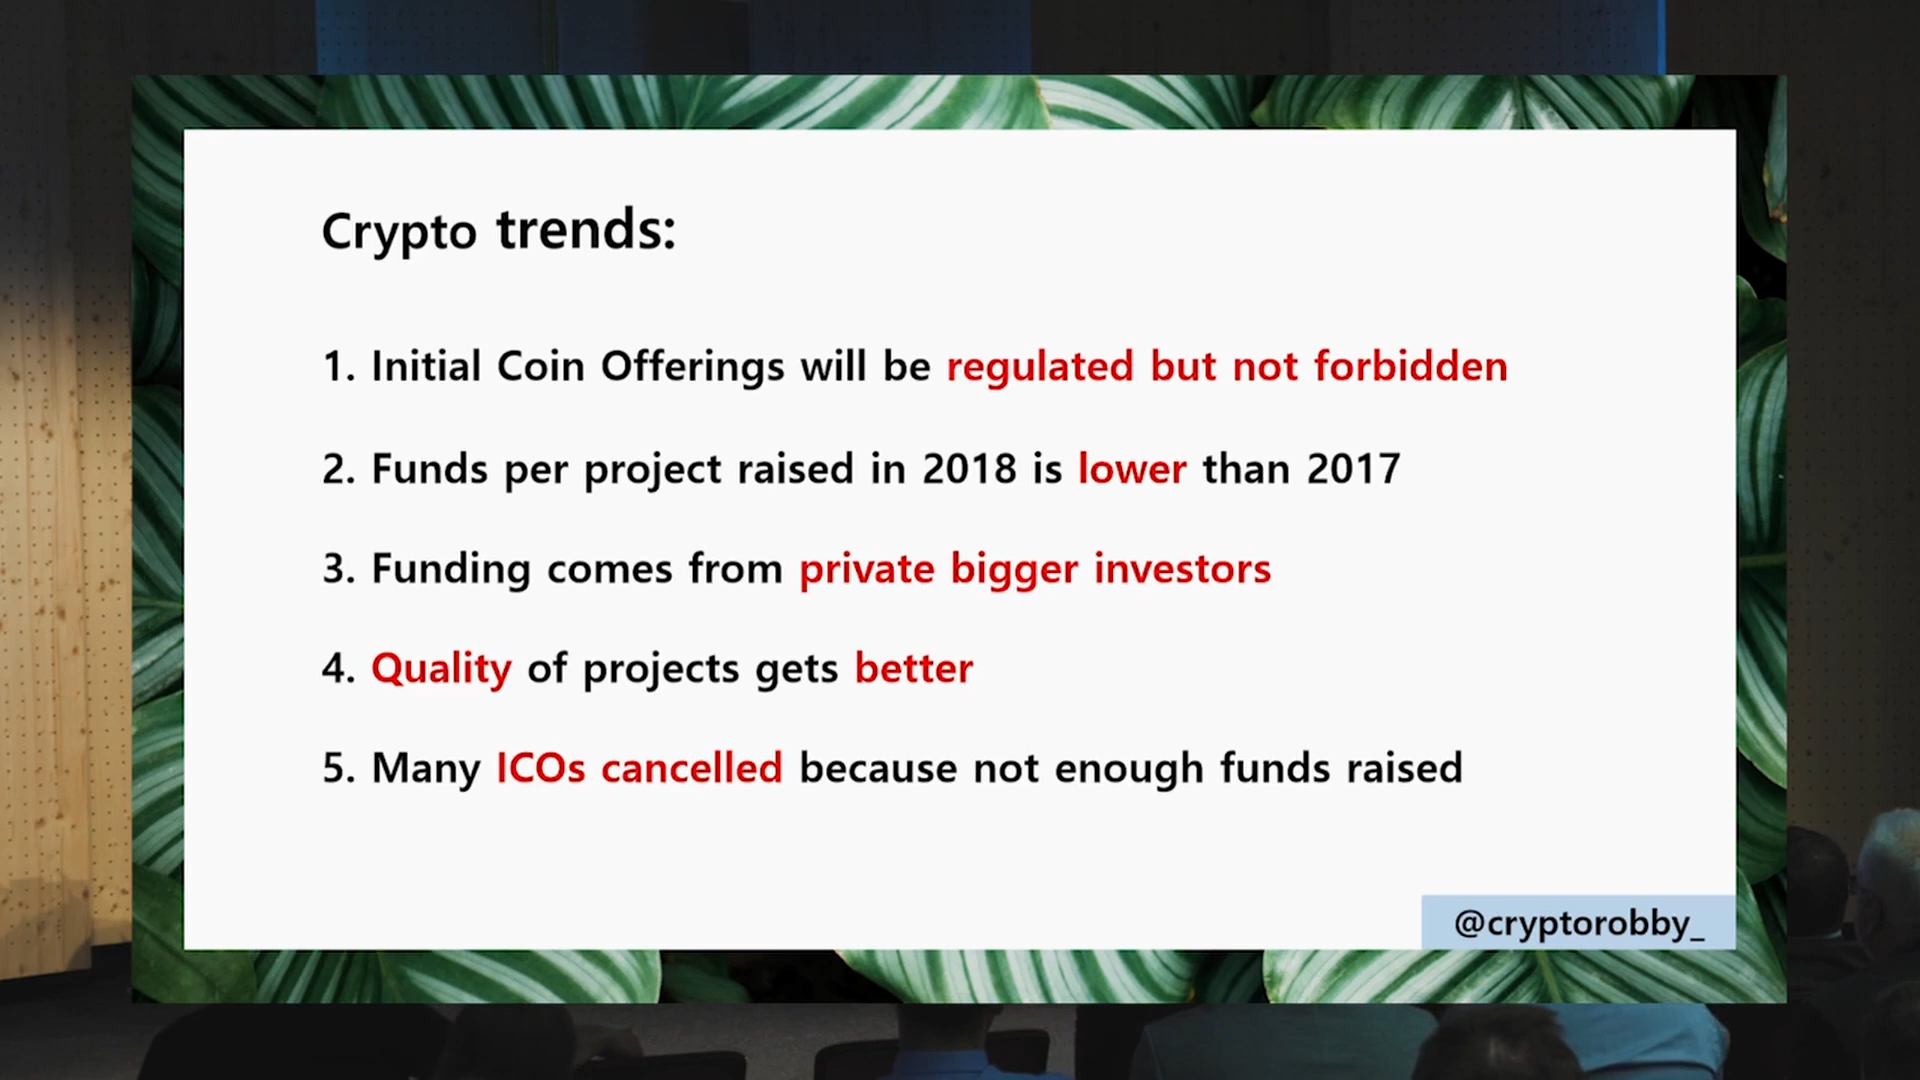 Crypto trends:
1. Initial Coin Offerings will be regulated but not forbidden
2. Funds per project raised in 2018 is lower than 2017
3. Funding comes from private bigger investors
4. Quality of projects gets better
5. Many ICOs cancelled because not enough funds raised
@cryptorobby_